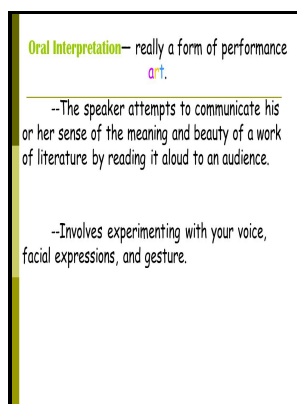 Oral Interpretation— really a form of performance
art.
--The speaker attempts to communicate his
or her sense of the meaning and beauty of a work
of literature by reading it aloud to an audience.
--Involves experimenting with your voice,
facial expressions, and gesture.